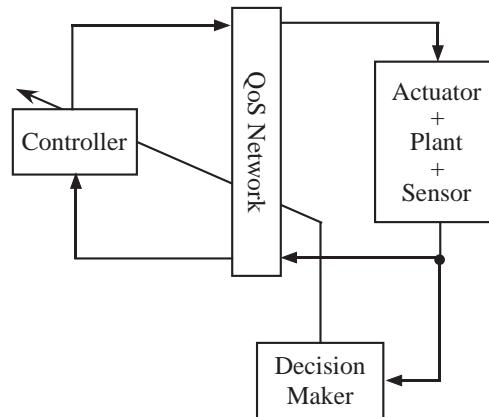 Controller
QoS Network
Actuator
+
Plant
+
Sensor
Decision
Maker